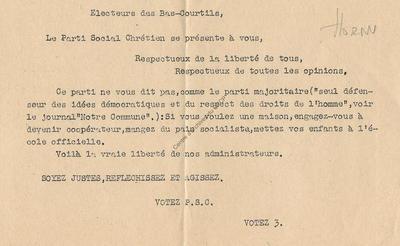 Electeurs des Bas-Courtils,
Le Parti Social Chrétien se présente à vous,
Respectueux de la liberté de tous,
Respectueux de toutes les opinions,
Ce parti ne vous dit pas,comme le parti majoritaire("seul défen-
seur des idées démocratiques et du respect des droits de l'homme",voir
le journal"Notre Commune".):Si vous voulez une maison,engagez-vous à
devenir coopérateur,mangez du pain socialiste,mettez vos enfants à l'é-
cole officielle.
Voilà la vraie liberté de nos administrateurs.
SOYEZ JUSTES,REFLECHISSEZ ET AGISSEZ.
VOTEZ P.S.C.
VOTEZ 3.